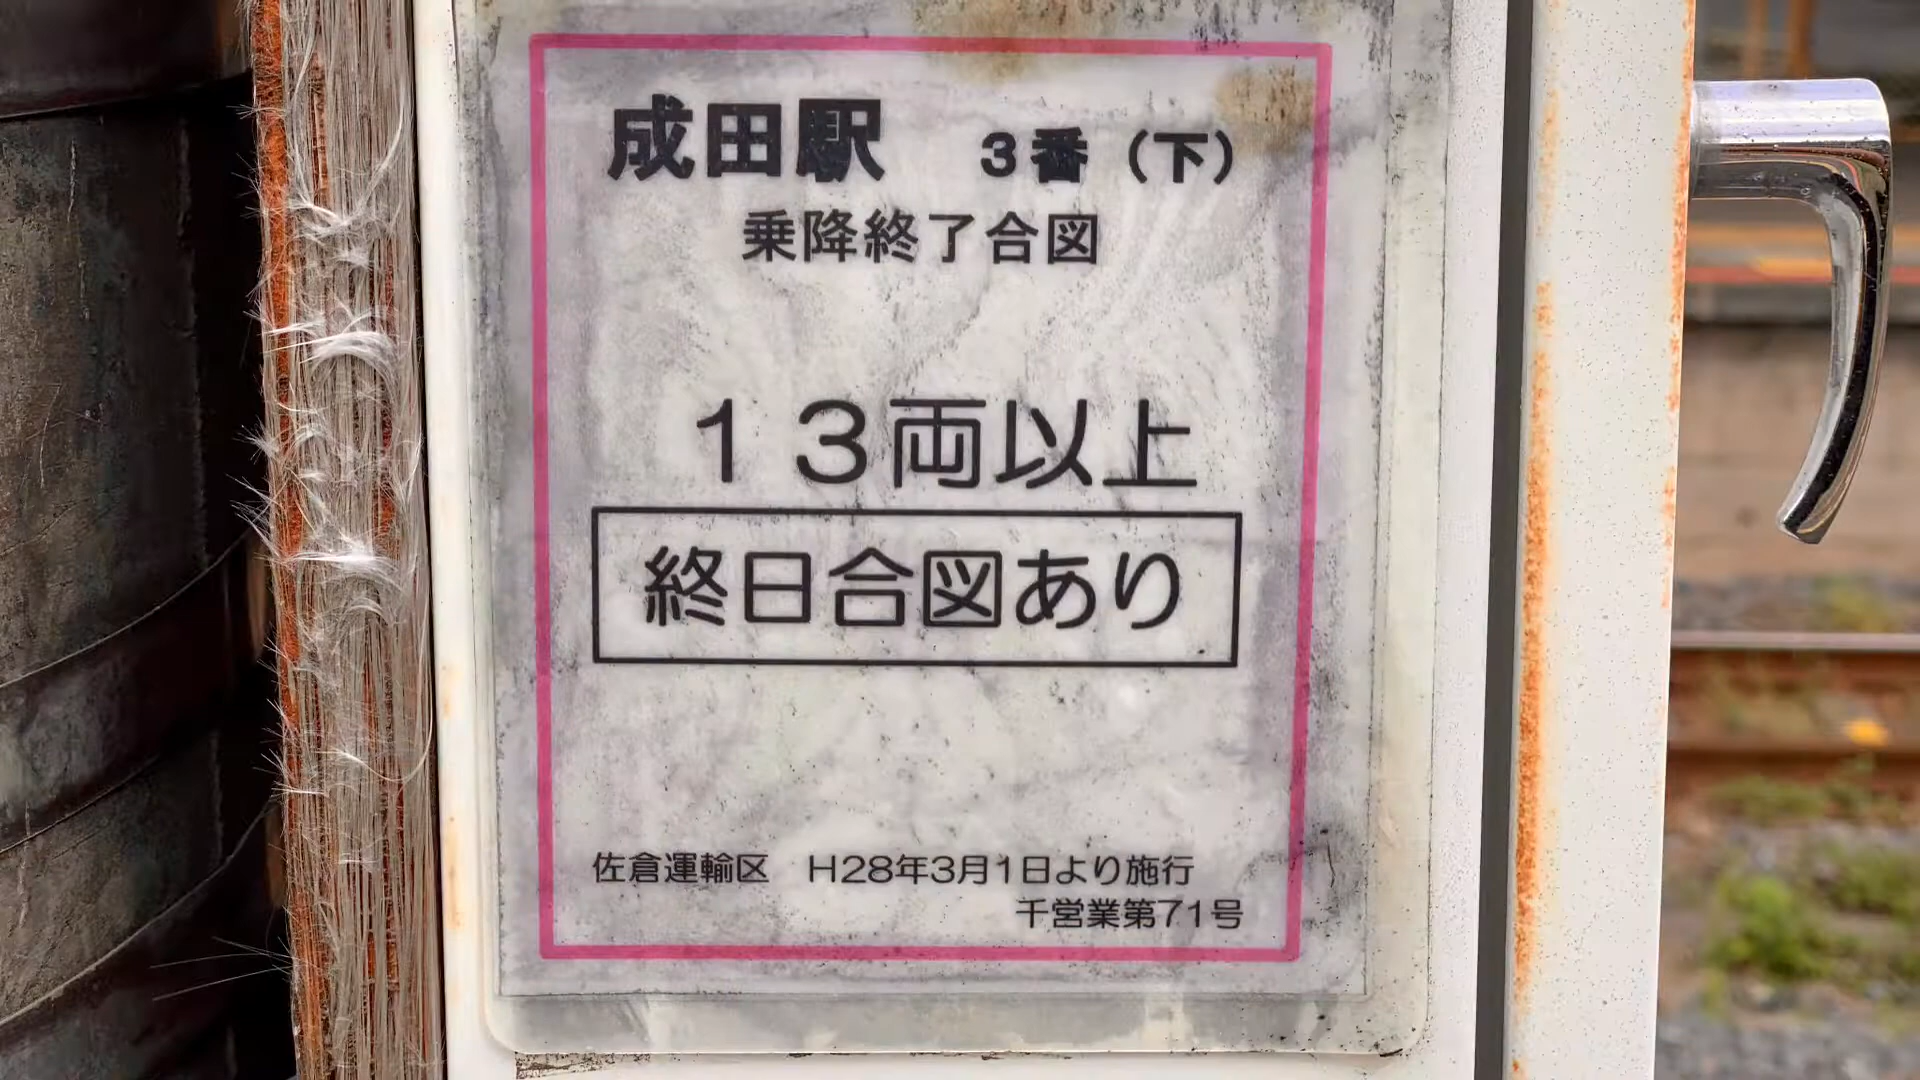 成田駅 3番（下）
乗降終了合図
13両以上
終日合図あり
佐倉運輸区 H28年3月1日より施行
千営業第71号